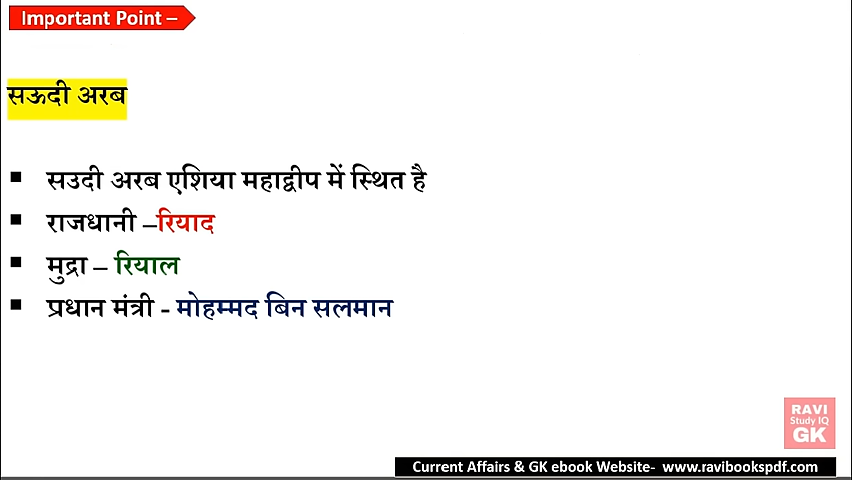 Important Point –
सऊदी अरब
▪ सउदी अरब एशिया महाद्वीप में स्थित है
▪ राजधानी –रियाद
▪ मुद्रा – रियाल
▪ प्रधान मंत्री - मोहम्मद बिन सलमान
RAVI
Study IQ
GK
Current Affairs & GK ebook Website- www.ravibookspdf.com